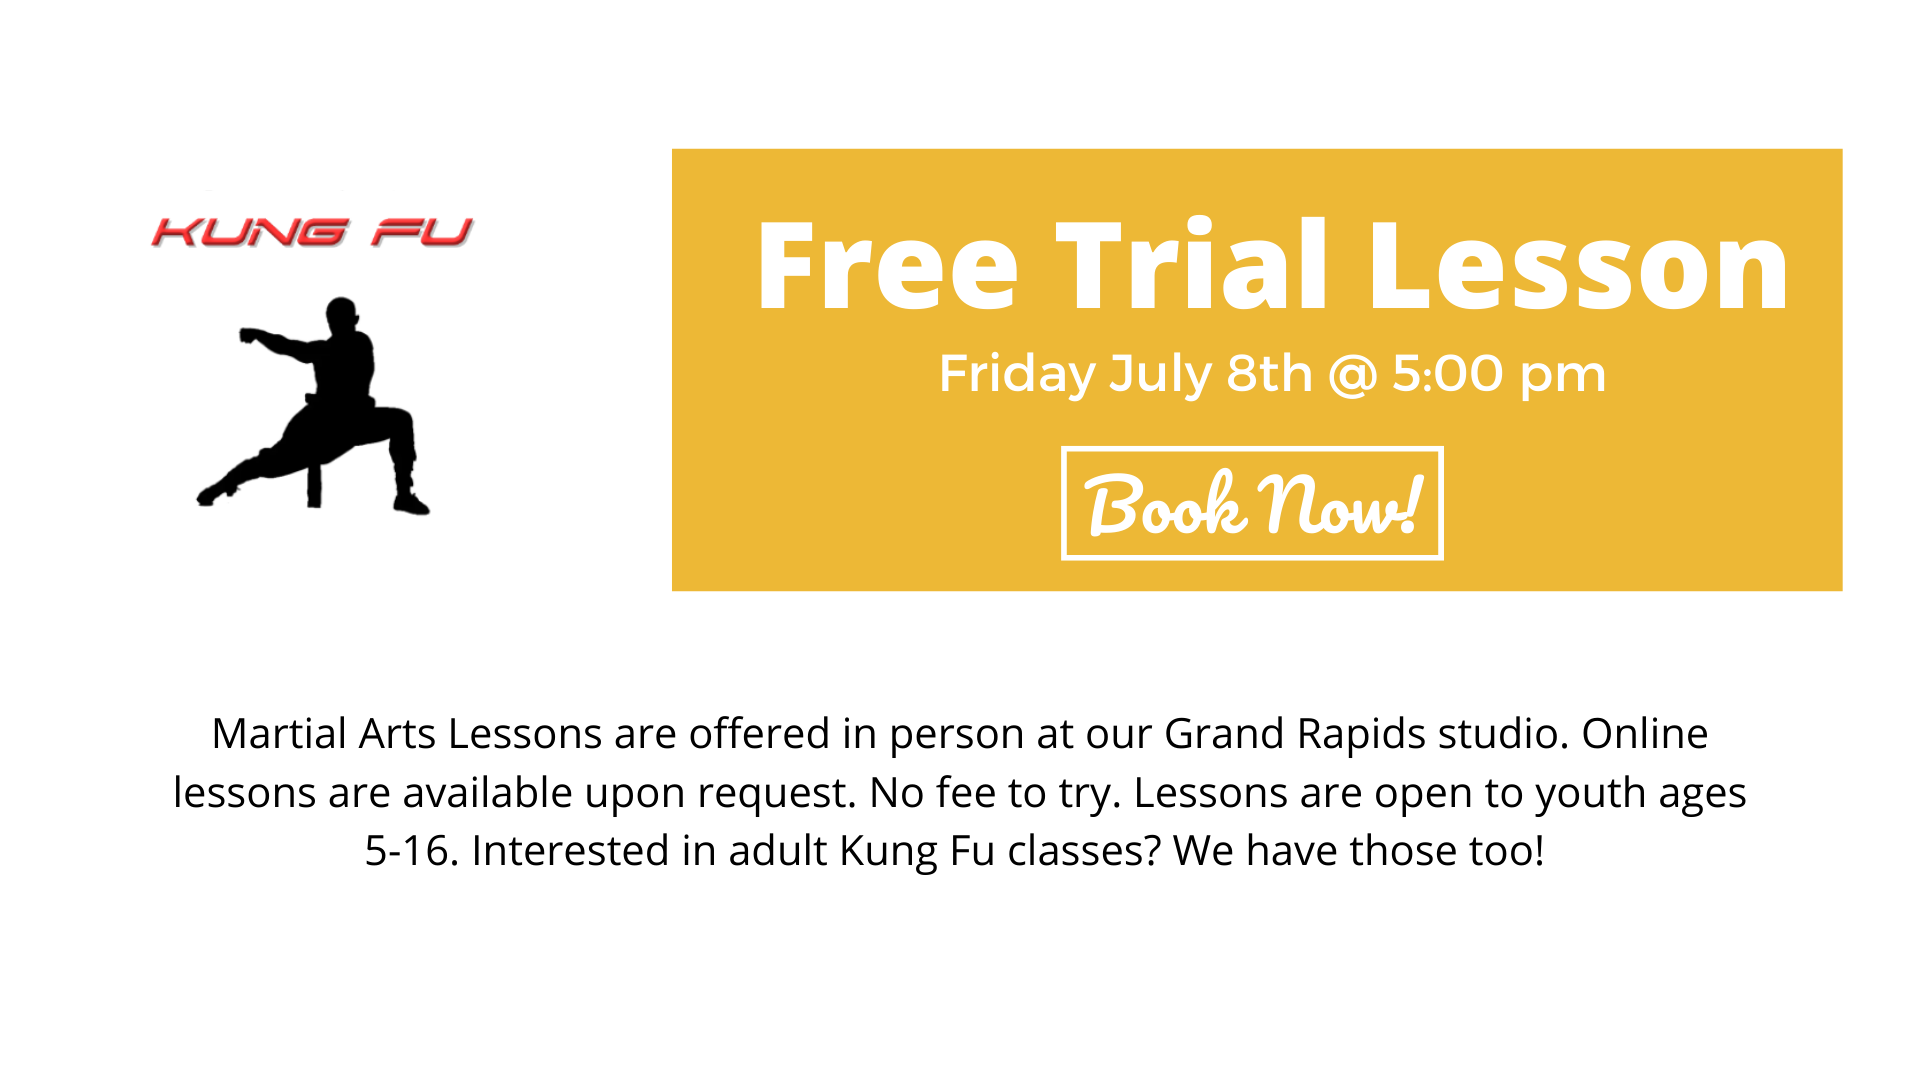 KUNG FU
Free Trial Lesson
Friday July 8th @ 5:00 pm
Book Now!
Martial Arts Lessons are offered in person at our Grand Rapids studio. Online
lessons are available upon request. No fee to try. Lessons are open to youth ages
5-16. Interested in adult Kung Fu classes? We have those too!